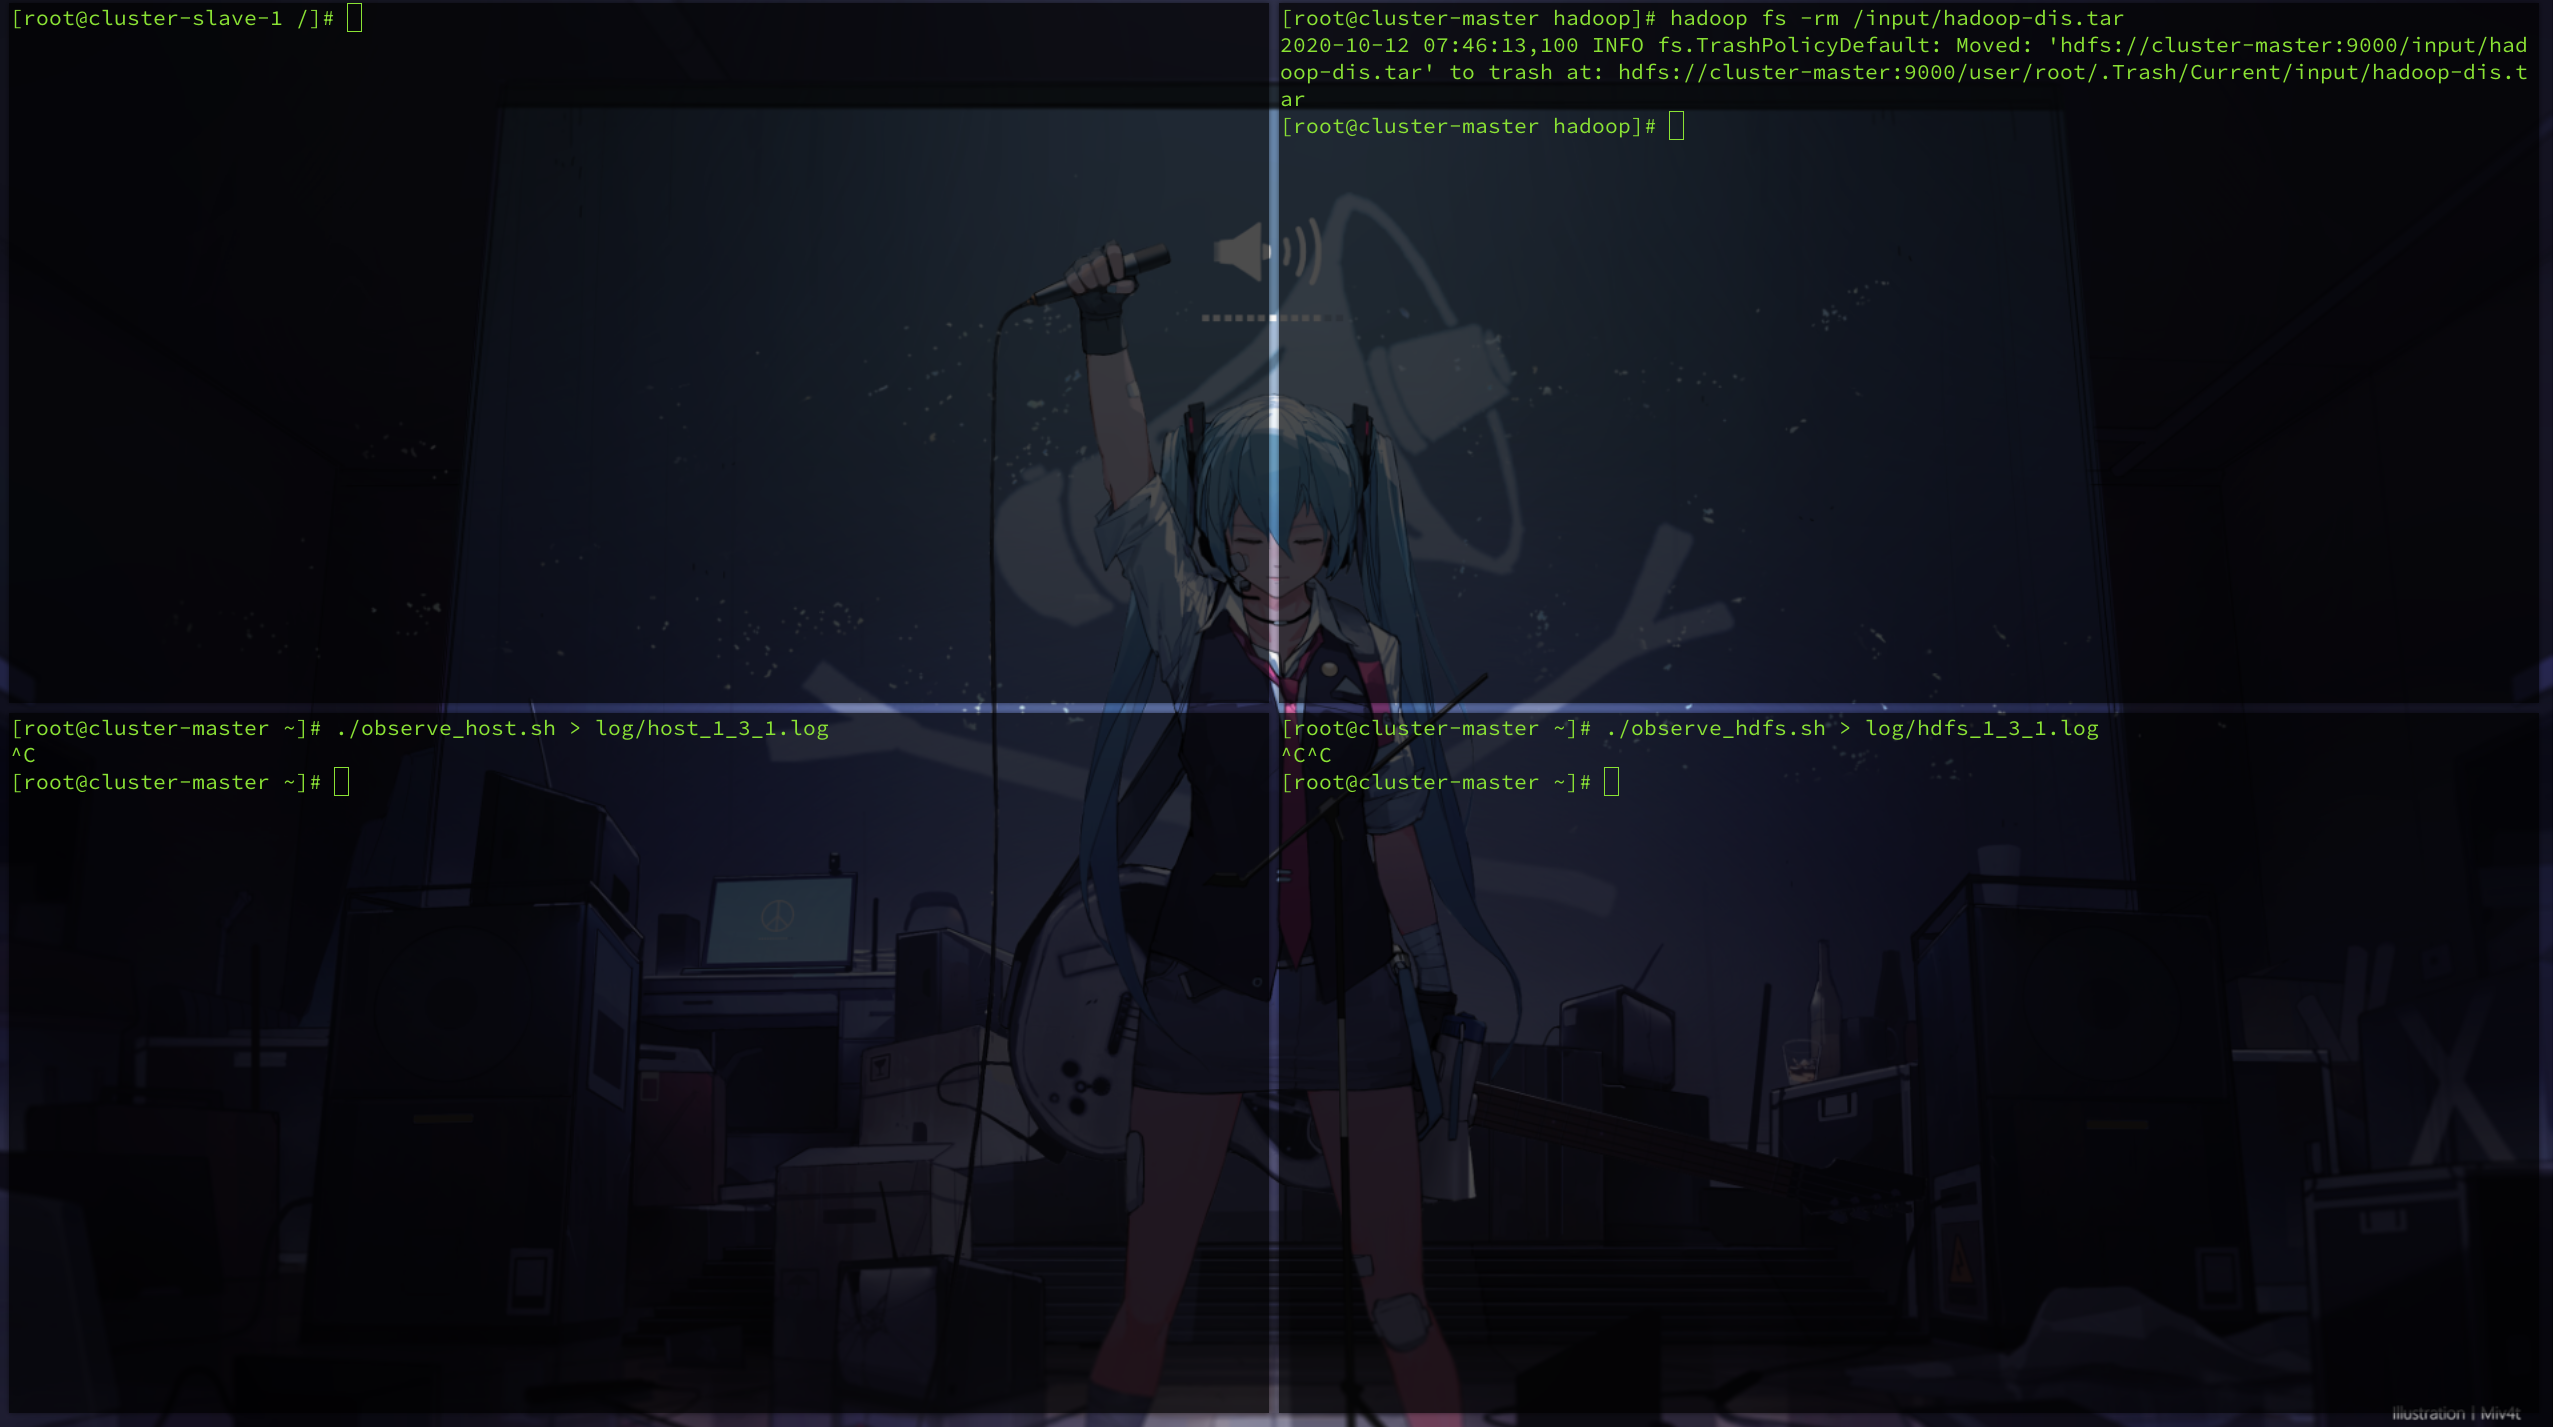 [root@cluster-slave-1 /]#
[root@cluster-master hadoop]# hadoop fs -rm /input/hadoop-dis.tar
2020-10-12 07:46:13,100 INFO fs.TrashPolicyDefault: Moved: 'hdfs://cluster-master:9000/input/had
oop-dis.tar' to trash at: hdfs://cluster-master:9000/user/root/.Trash/Current/input/hadoop-dis.t
ar
[root@cluster-master hadoop]#
[root@cluster-master ~]# ./observe_host.sh > log/host_1_3_1.log
^C
[root@cluster-master ~]#
[root@cluster-master ~]# ./observe_hdfs.sh > log/hdfs_1_3_1.log
^C^C
[root@cluster-master ~]#
Illustration | Miv4t